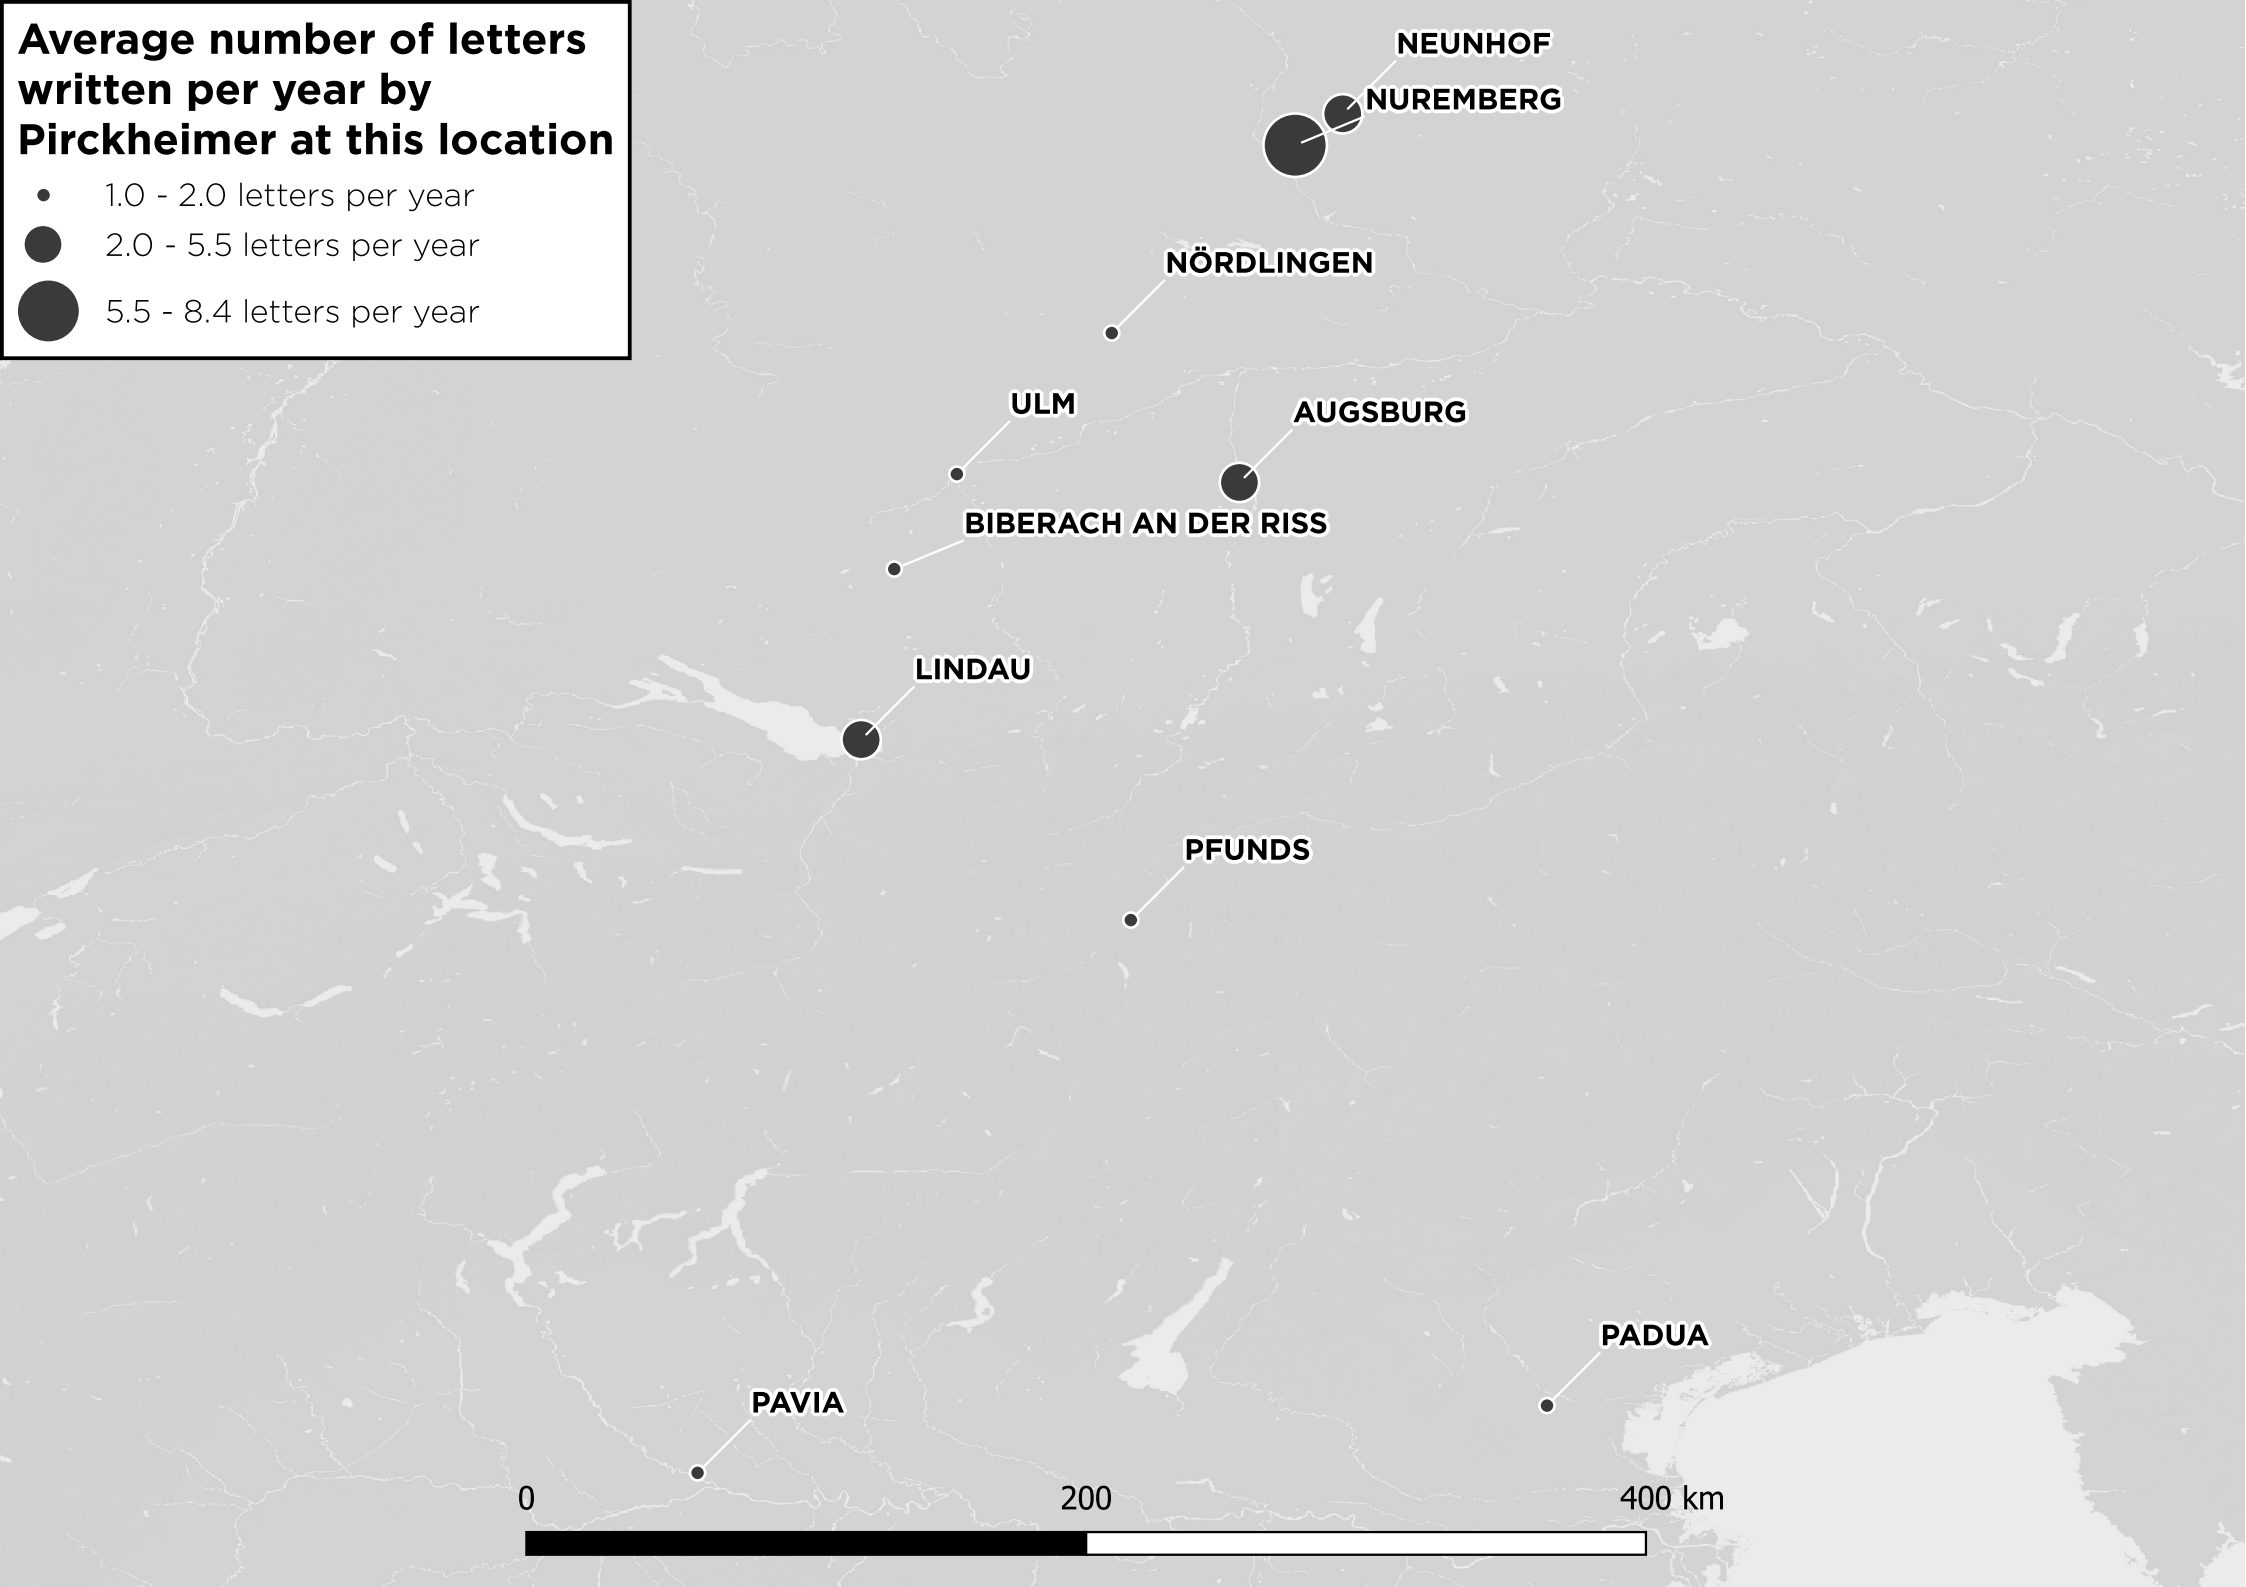 Average number of letters
written per year by
Pirckheimer at this location
1.0 - 2.0 letters per year
2.0 - 5.5 letters per year
5.5 - 8.4 letters per year
NEUNHOF
NUREMBERG
NÖRDLINGEN
ULM
AUGSBURG
BIBERACH AN DER RISS
LINDAU
PFUNDS
PADUA
PAVIA
0 200 400 km